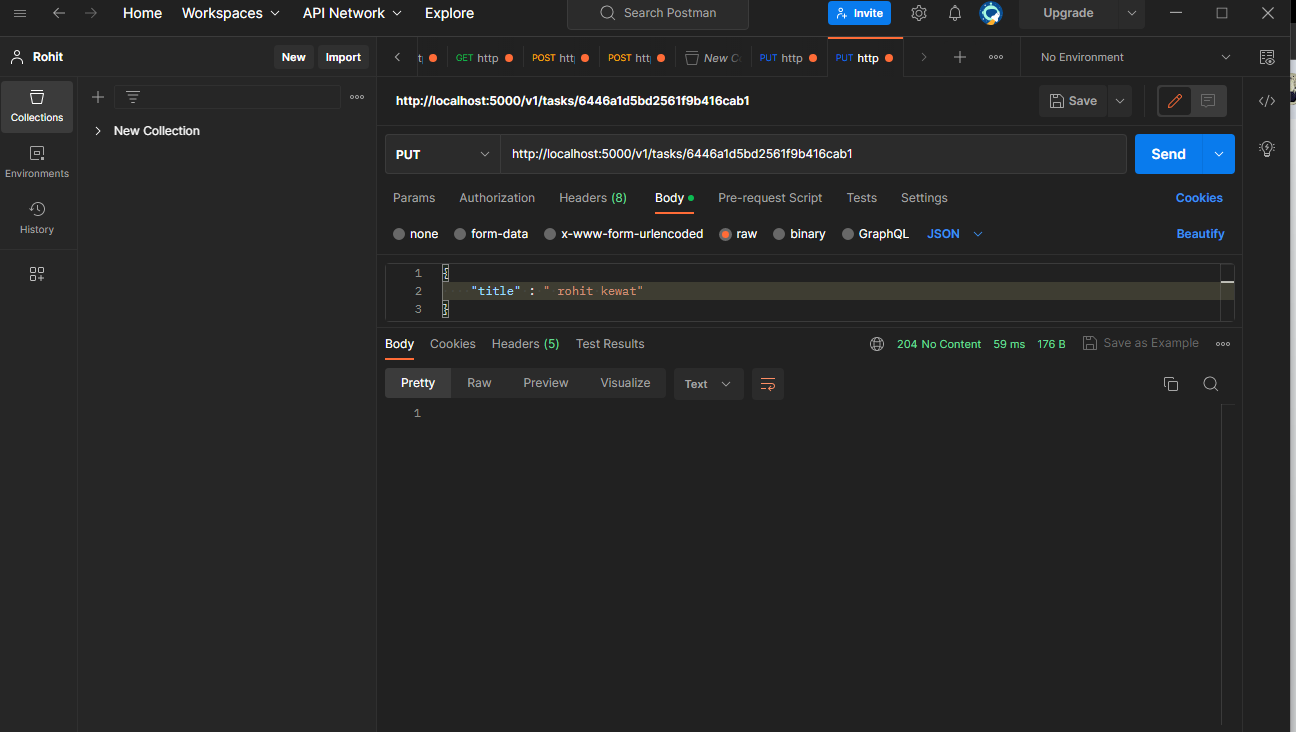 Home Workspaces API Network Explore Search Postman Invite Upgrade
Rohit New Import GET http POST http POST http New C PUT http PUT http No Environment
Collections
Environments
History
New Collection
http://localhost:5000/v1/tasks/6446a1d5bd2561f9b416cab1 Save
PUT http://localhost:5000/v1/tasks/6446a1d5bd2561f9b416cab1 Send
Params Authorization Headers (8) Body Pre-request Script Tests Settings Cookies
none form-data x-www-form-urlencoded raw binary GraphQL JSON Beautify
1 {
2 "title" : " rohit kewat"
3 }
Body Cookies Headers (5) Test Results 204 No Content 59 ms 176 B Save as Example
Pretty Raw Preview Visualize Text
1